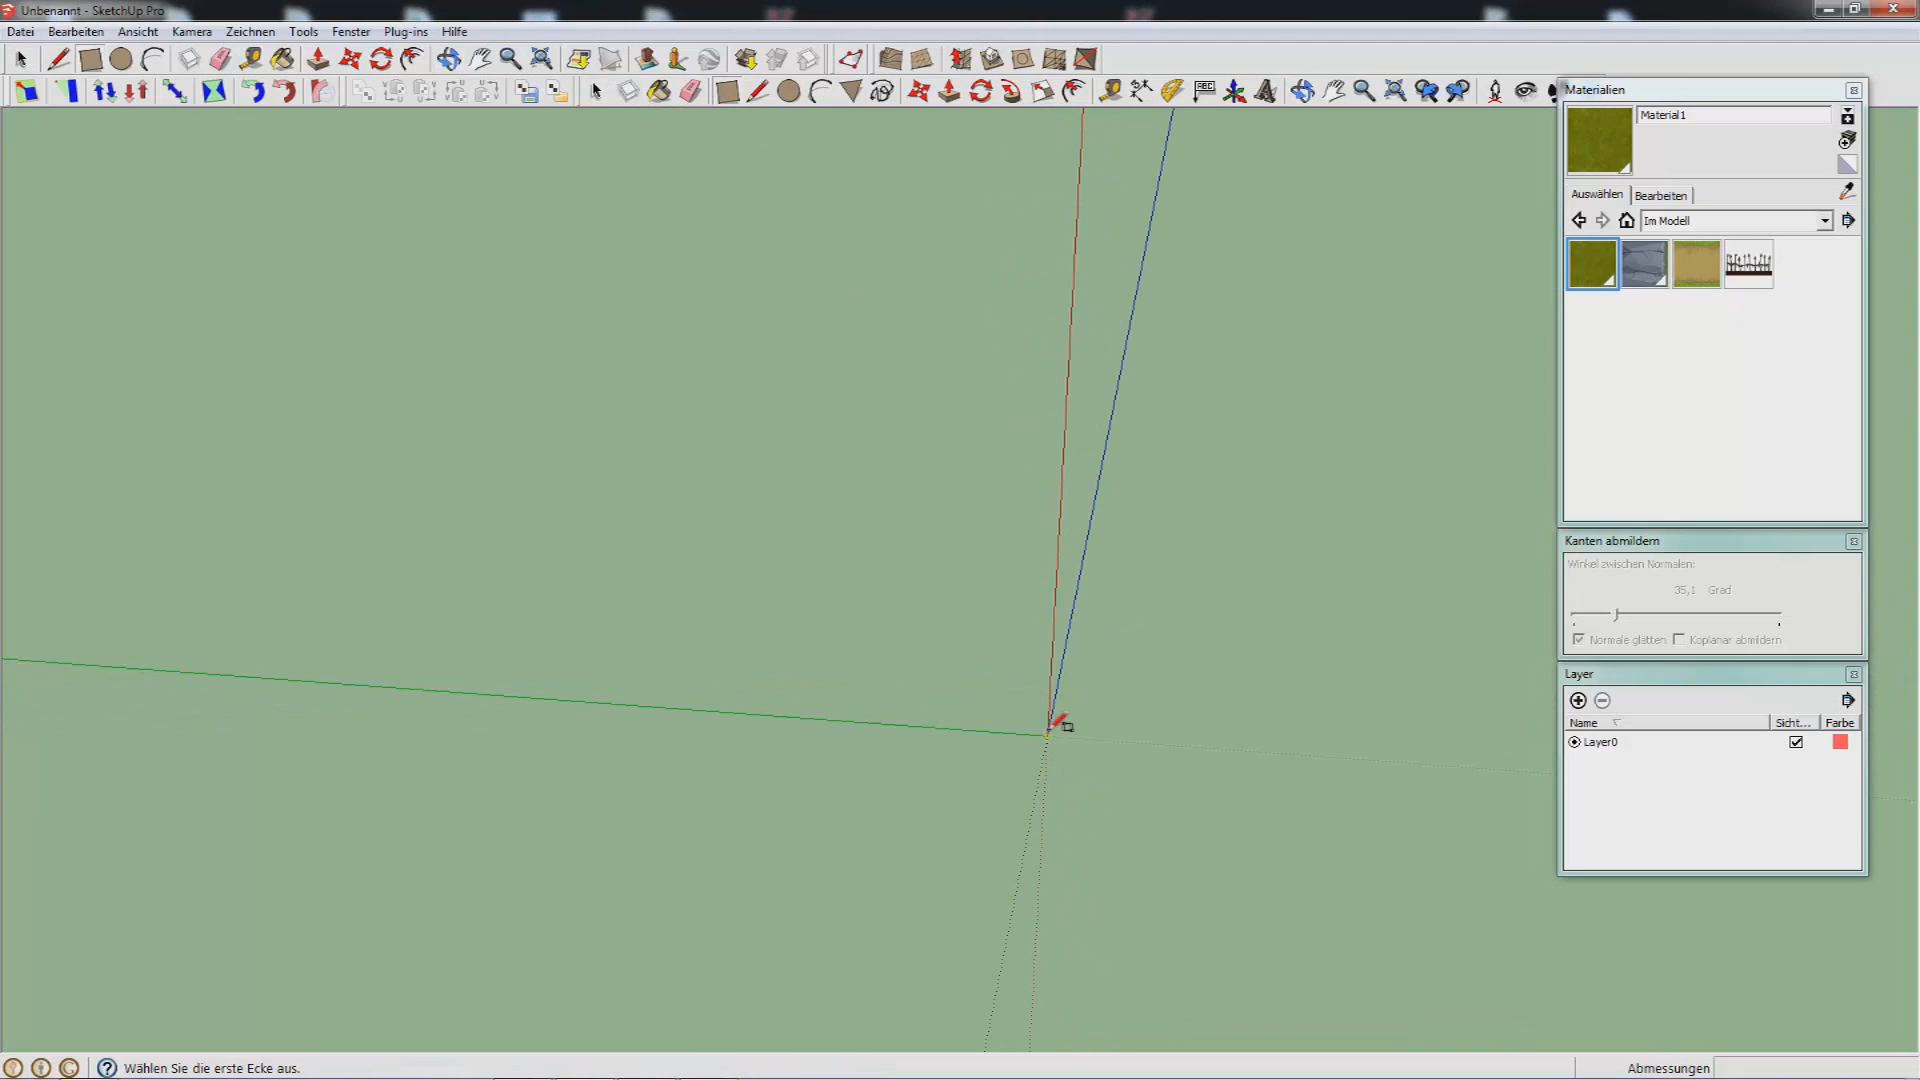 Unbenannt - SketchUp Pro
Datei Bearbeiten Ansicht Kamera Zeichnen Tools Fenster Plug-ins Hilfe
ABC
Materialien
Material1
Auswählen Bearbeiten
Im Modell
Kanten abmildern
Winkel zwischen Normalen:
35,1 Grad
Normale glätten Koplanar abmildern
Layer
Name Sicht... Farbe
Layer0
Wählen Sie die erste Ecke aus. Abmessungen